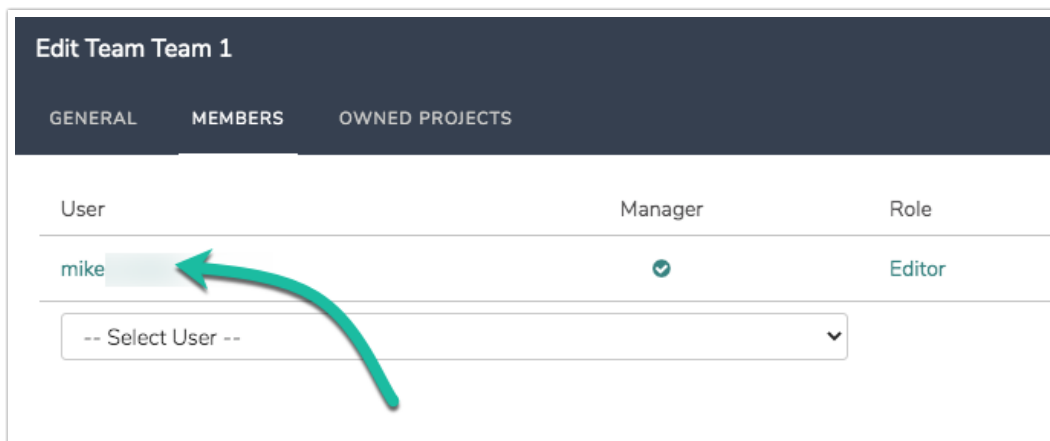 Edit Team Team 1
GENERAL MEMBERS OWNED PROJECTS
User Manager Role
mike Editor
-- Select User --